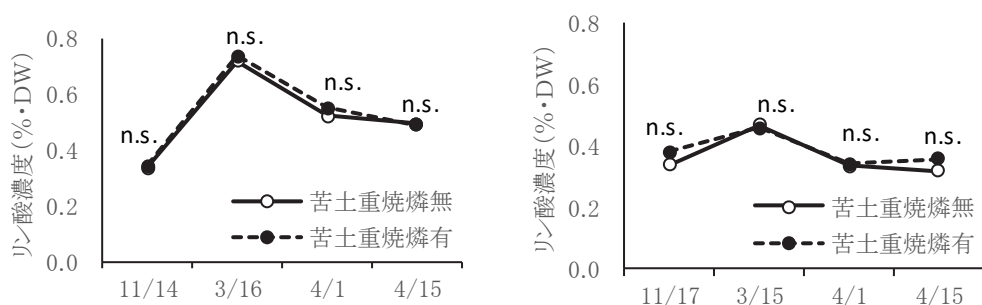 リン酸濃度(%・DW)
0.8
0.6
0.4
0.2
0.0
n.s.
n.s.
n.s.
n.s.
苦土重焼燐無
苦土重焼燐有
11/14 3/16 4/1 4/15
リン酸濃度(%・DW)
0.8
0.6
0.4
0.2
0.0
n.s.
n.s.
n.s.
n.s.
苦土重焼燐無
苦土重焼燐有
11/17 3/15 4/1 4/15